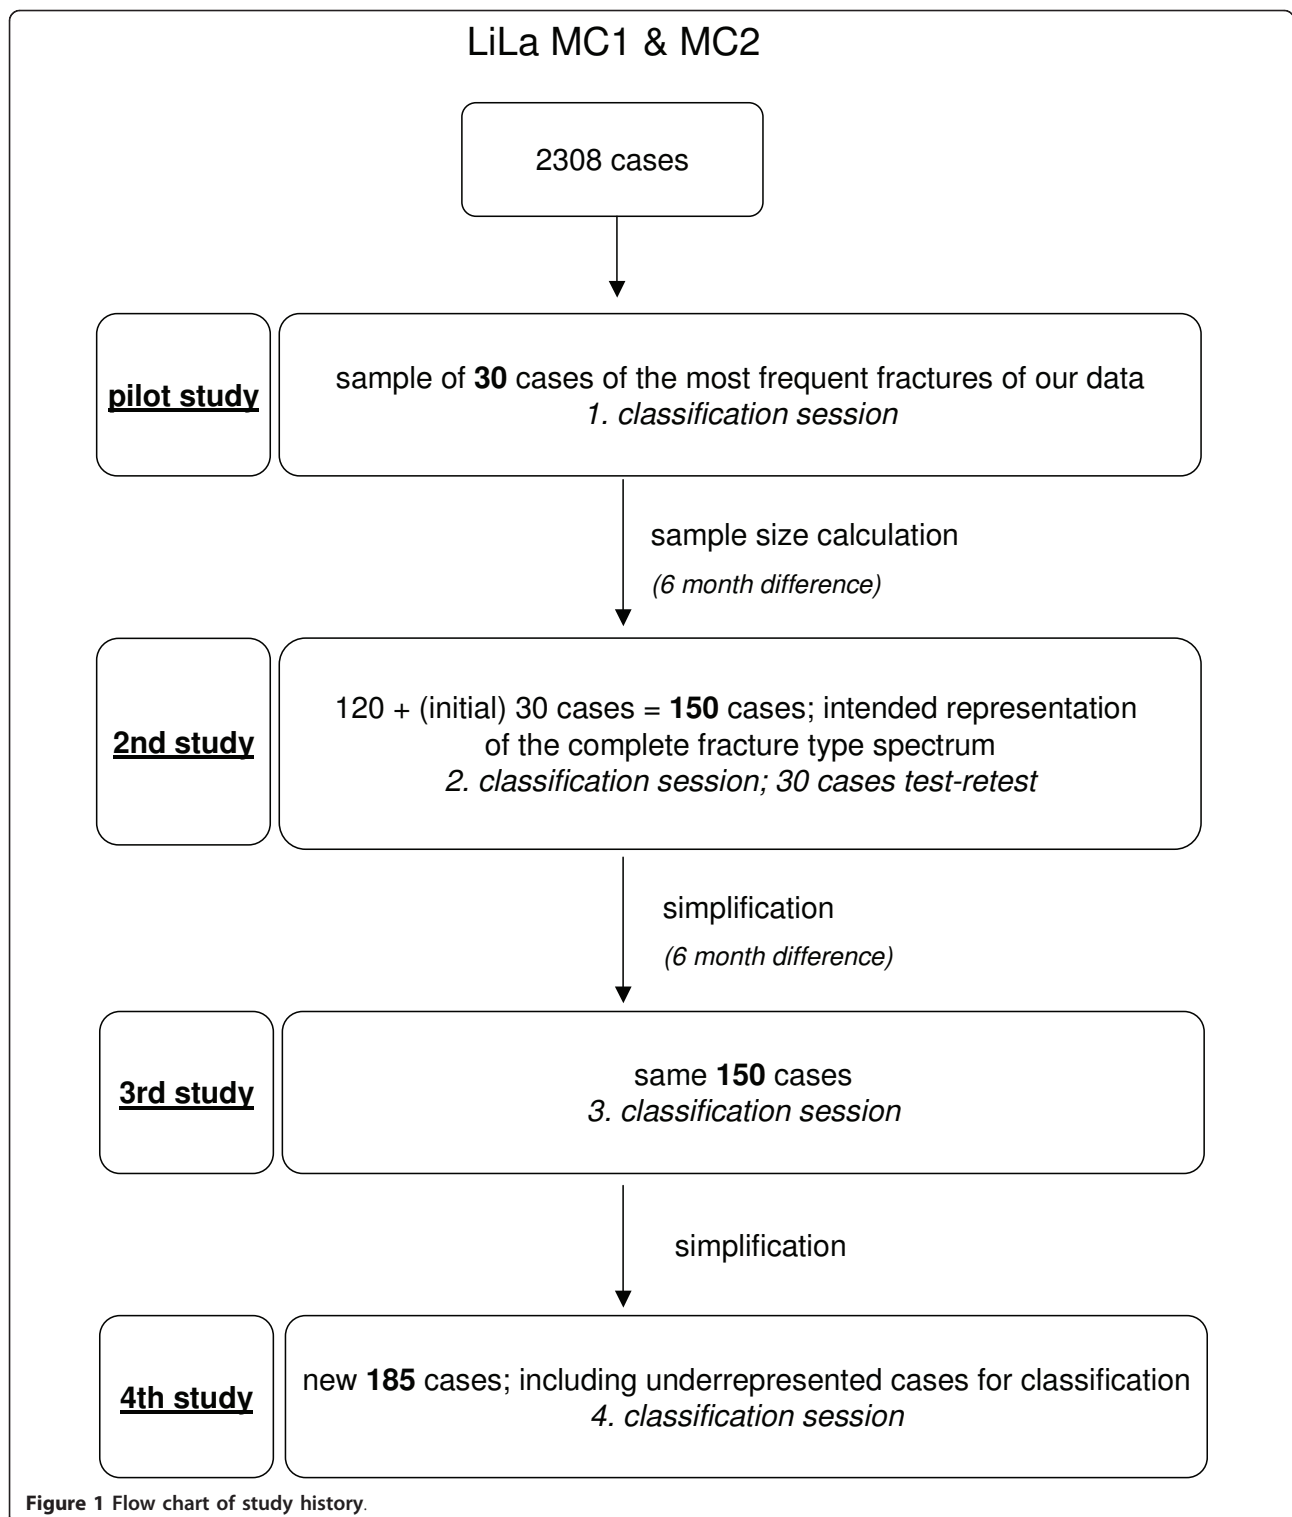 LiLa MC1 & MC2
2308 cases
pilot study
sample of 30 cases of the most frequent fractures of our data
1. classification session
sample size calculation
(6 month difference)
2nd study
120 + (initial) 30 cases = 150 cases; intended representation
of the complete fracture type spectrum
2. classification session; 30 cases test-retest
simplification
(6 month difference)
3rd study
same 150 cases
3. classification session
simplification
4th study
new 185 cases; including underrepresented cases for classification
4. classification session
Figure 1 Flow chart of study history.